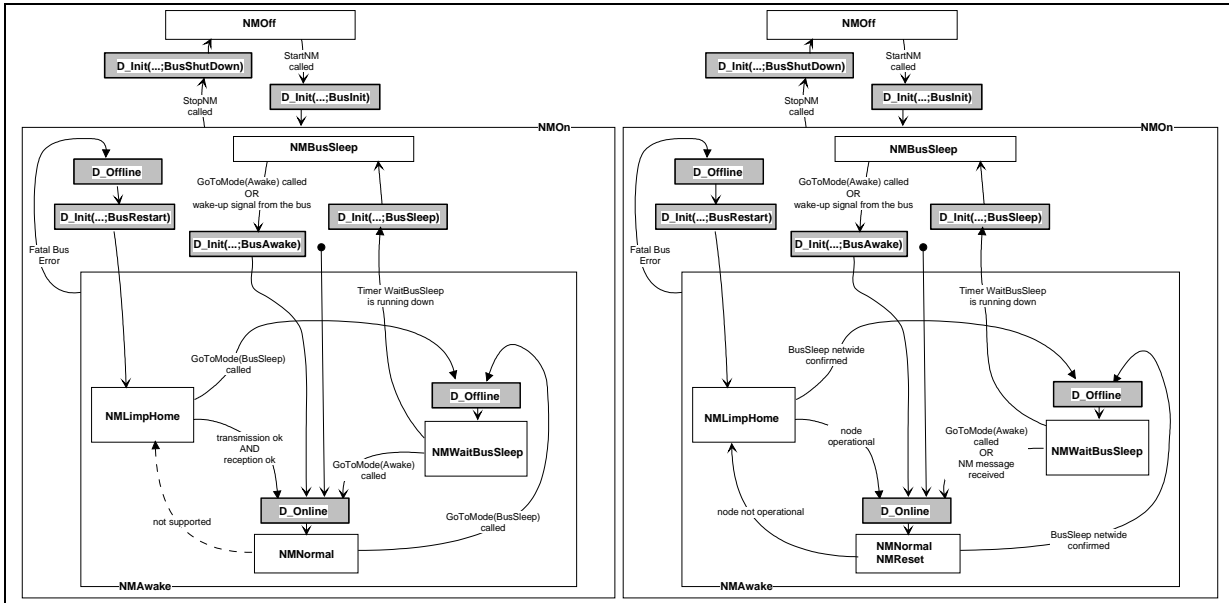 NMOff
D_Init(...;BusShutDown)
StartNM
called
D_Init(...;BusInit)
StopNM
called
NMOn
NMBusSleep
D_Offline
GoToMode(Awake) called
OR
wake-up signal from the bus
D_Init(...;BusRestart)
D_Init(...;BusSleep)
D_Init(...;BusAwake)
Fatal Bus
Error
Timer WaitBusSleep
is running down
GoToMode(BusSleep)
called
D_Offline
NMLimpHome
transmission ok
AND
reception ok
NMWaitBusSleep
GoToMode(Awake)
called
D_Online
not supported
GoToMode(BusSleep)
called
NMNormal
NMAwake
NMOff
D_Init(...;BusShutDown)
StartNM
called
D_Init(...;BusInit)
StopNM
called
NMOn
NMBusSleep
D_Offline
GoToMode(Awake) called
OR
wake-up signal from the bus
D_Init(...;BusRestart)
D_Init(...;BusSleep)
D_Init(...;BusAwake)
Fatal Bus
Error
Timer WaitBusSleep
is running down
BusSleep netwide
confirmed
D_Offline
NMLimpHome
node
operational
GoToMode(Awake)
called
OR
NM message
received
NMWaitBusSleep
D_Online
node not operational
NMNormal
NMReset
BusSleep netwide
confirmed
NMAwake